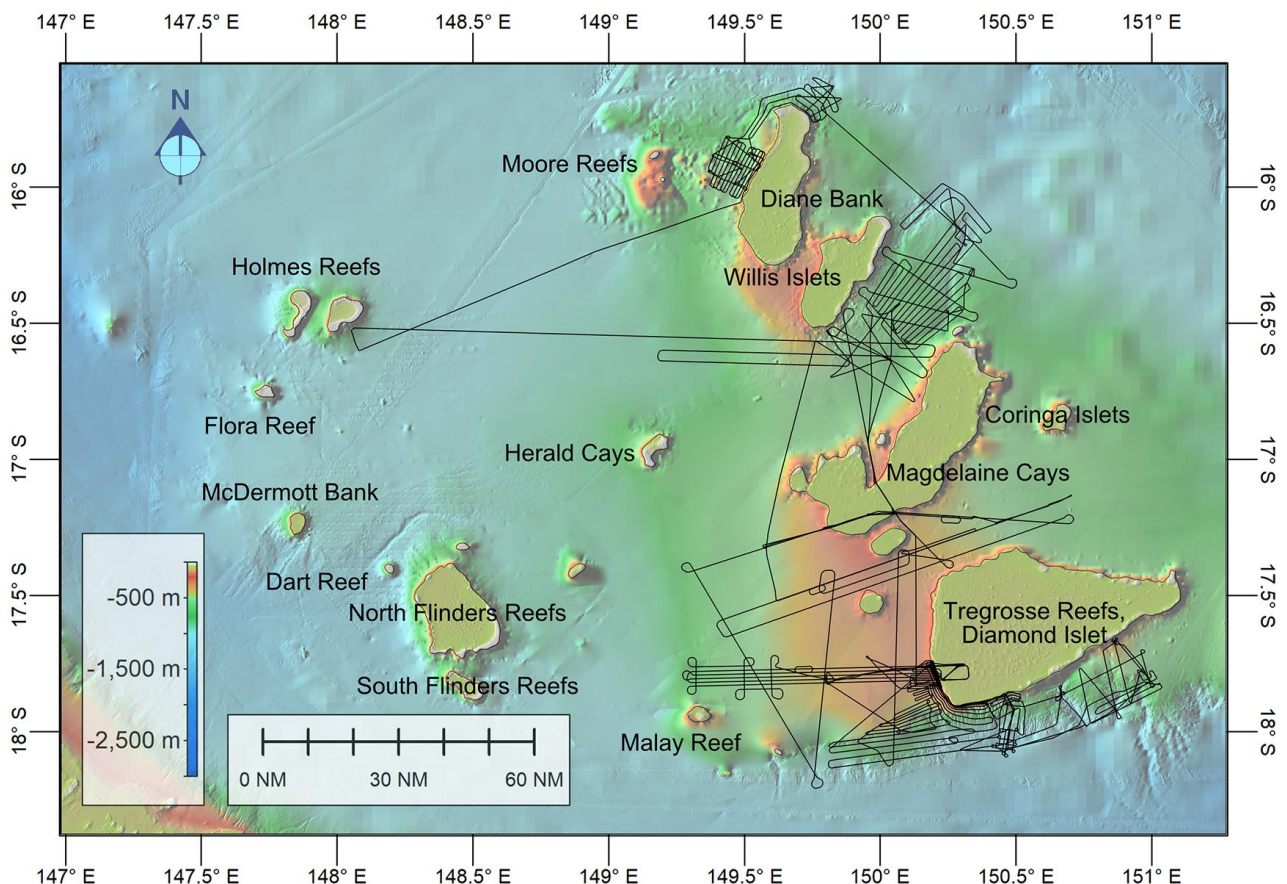 147° E 147.5° E 148° E 148.5° E 149° E 149.5° E 150° E 150.5° E 151° E
N
Moore Reefs
16° S
16° S
Diane Bank
Holmes Reefs
Willis Islets
16.5° S
16.5° S
Flora Reef
Coringa Islets
Herald Cays
17° S
17° S
Magdelaine Cays
McDermott Bank
Dart Reef
17.5° S
17.5° S
-500 m
North Flinders Reefs
Tregrosse Reefs,
Diamond Islet
-1,500 m
South Flinders Reefs
-2,500 m
18° S
18° S
Malay Reef
0 NM 30 NM 60 NM
147° E 147.5° E 148° E 148.5° E 149° E 149.5° E 150° E 150.5° E 151° E